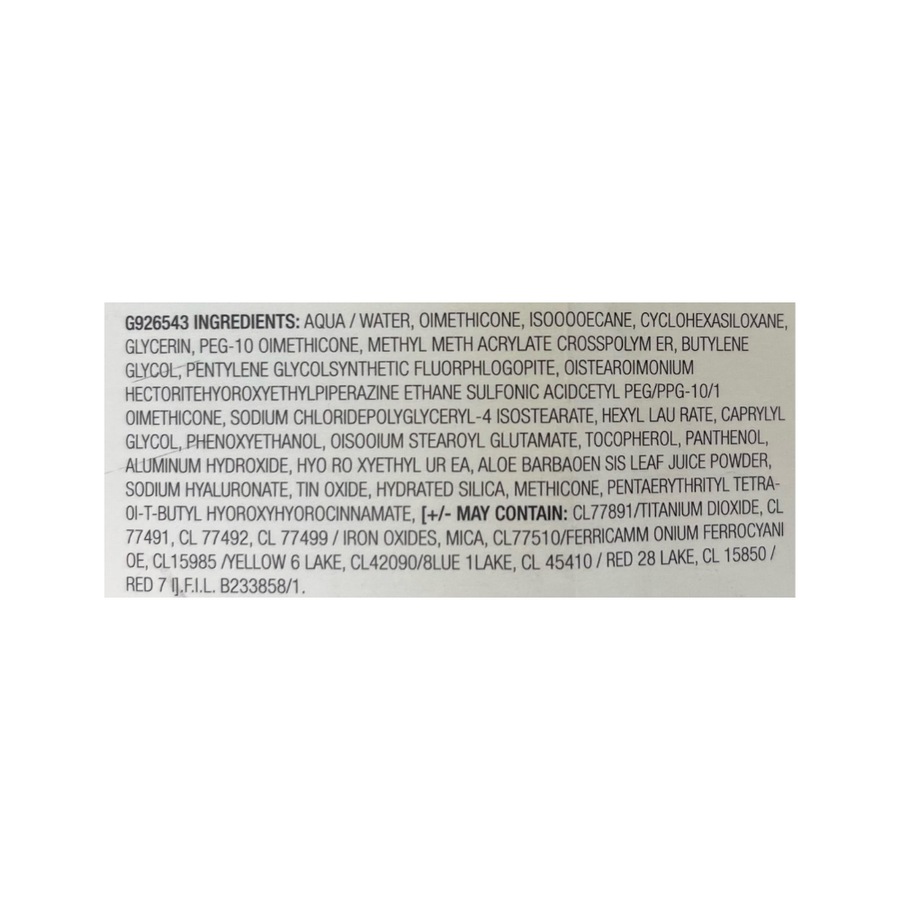 G926543 INGREDIENTS: AQUA / WATER, OIMETHICONE, ISOOOOECANE, CYCLOHEXASILOXANE,
GLYCERIN, PEG-10 OIMETHICONE, METHYL METH ACRYLATE CROSSPOLYM ER, BUTYLENE
GLYCOL, PENTYLENE GLYCOLSYNTHETIC FLUORPHLOGOPITE, OISTEAROIMONIUM
HECTORITEHYOROXYETHYLPIPERAZINE ETHANE SULFONIC ACIDCETYL PEG/PPG-10/1
OIMETHICONE, SODIUM CHLORIDEPOLYGLYCERYL-4 ISOSTEARATE, HEXYL LAU RATE, CAPRYLYL
GLYCOL, PHENOXYETHANOL, OISOOIUM STEAROYL GLUTAMATE, TOCOPHEROL, PANTHENOL,
ALUMINUM HYDROXIDE, HYO RO XYETHYL UR EA, ALOE BARBAOEN SIS LEAF JUICE POWDER,
SODIUM HYALURONATE, TIN OXIDE, HYDRATED SILICA, METHICONE, PENTAERYTHRITYL TETRA-
OI-T-BUTYL HYOROXYHYOROCINNAMATE, [+/- MAY CONTAIN: CL77891/TITANIUM DIOXIDE, CL
77491, CL 77492, CL 77499 / IRON OXIDES, MICA, CL77510/FERRICAMM ONIUM FERROCYANI
OE, CL15985 /YELLOW 6 LAKE, CL42090/8LUE 1LAKE, CL 45410 / RED 28 LAKE, CL 15850 /
RED 7 I].F.I.L. B233858/1.